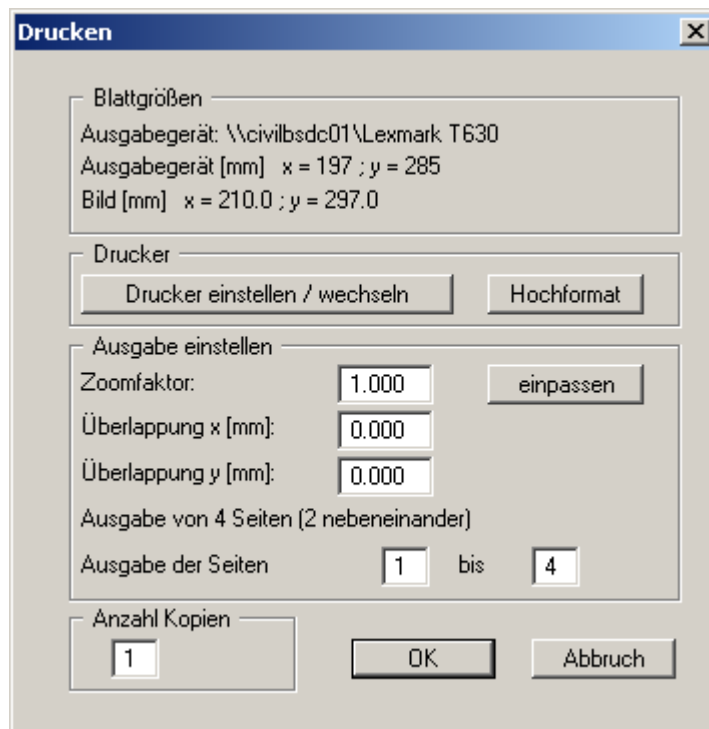 Drucken
Blattgrößen
Ausgabegerät: \\civilbsdc01\Lexmark T630
Ausgabegerät [mm] x = 197 ; y = 285
Bild [mm] x = 210.0 ; y = 297.0
Drucker
Drucker einstellen / wechseln Hochformat
Ausgabe einstellen
Zoomfaktor: 1.000 einpassen
Überlappung x [mm]: 0.000
Überlappung y [mm]: 0.000
Ausgabe von 4 Seiten (2 nebeneinander)
Ausgabe der Seiten 1 bis 4
Anzahl Kopien
1 OK Abbruch